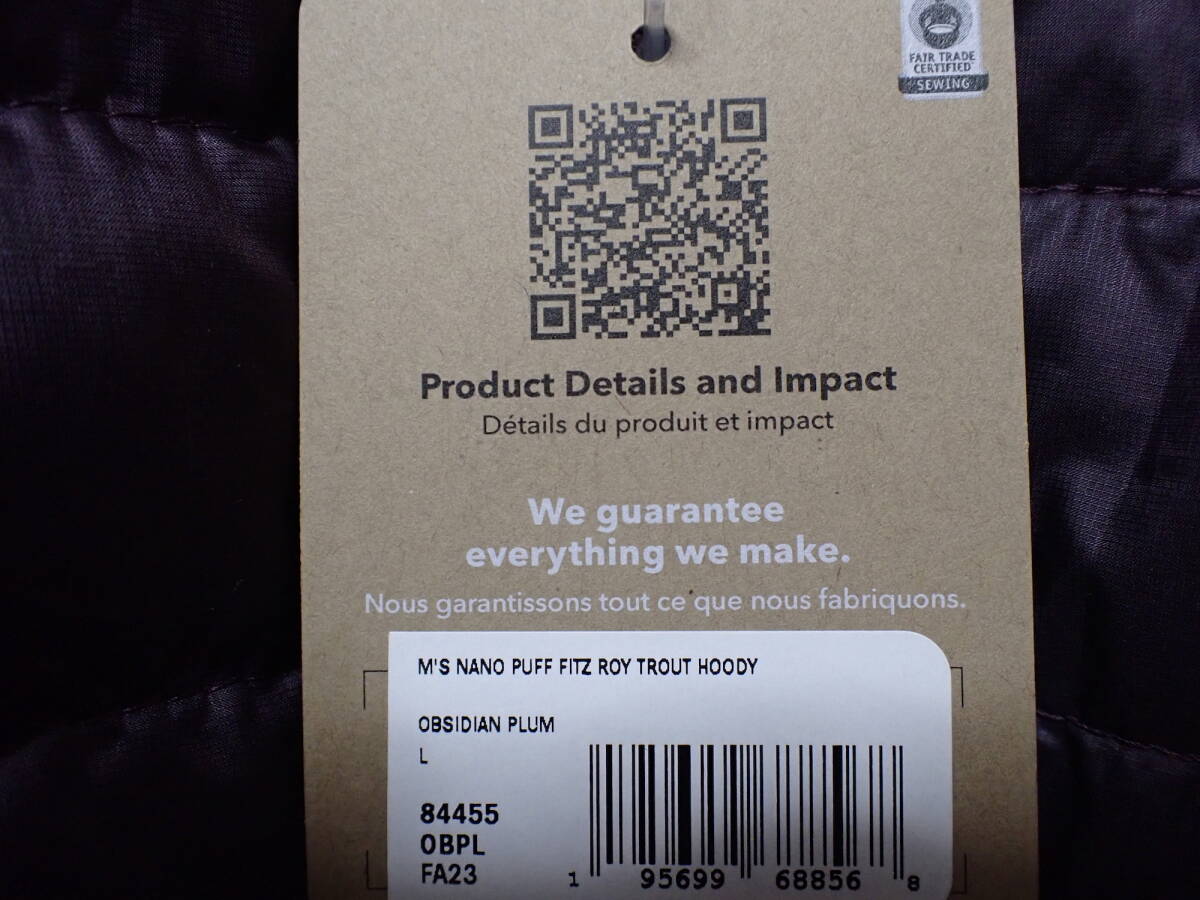 FAIR TRADE
CERTIFIED
SEWING
Product Details and Impact
Détails du produit et impact
We guarantee
everything we make.
Nous garantissons tout ce que nous fabriquons.
M'S NANO PUFF FITZ ROY TROUT HOODY
OBSIDIAN PLUM
L
84455
OBPL
FA23
1 95699 68856 8